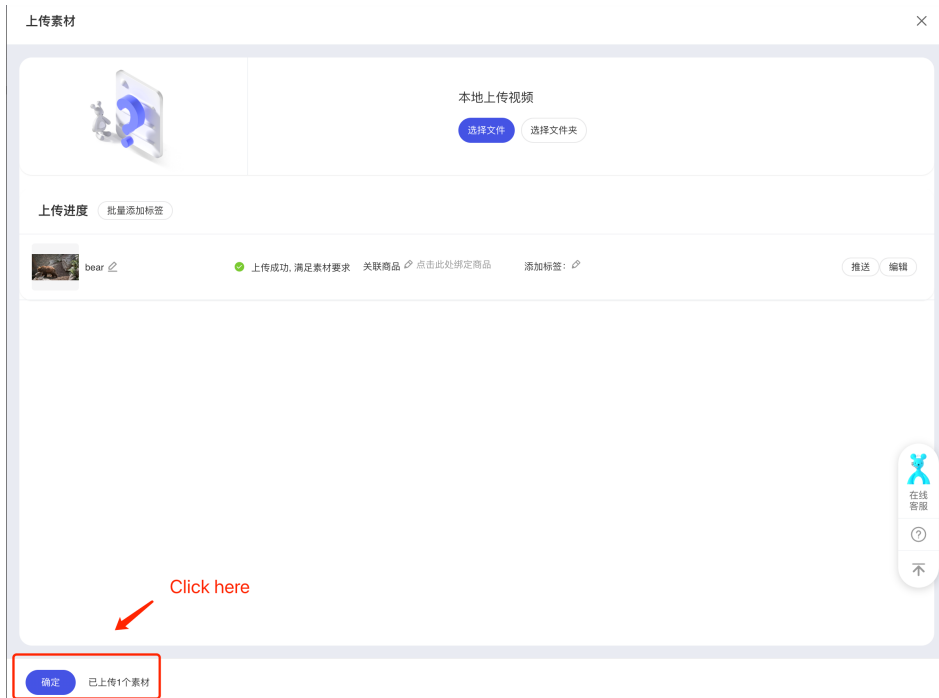 上传素材
本地上传视频
选择文件 选择文件夹
上传进度 批量添加标签
bear 上传成功, 满足素材要求 关联商品 点击此处绑定商品 添加标签： 推送 编辑
在线
客服
Click here
确定 已上传1个素材